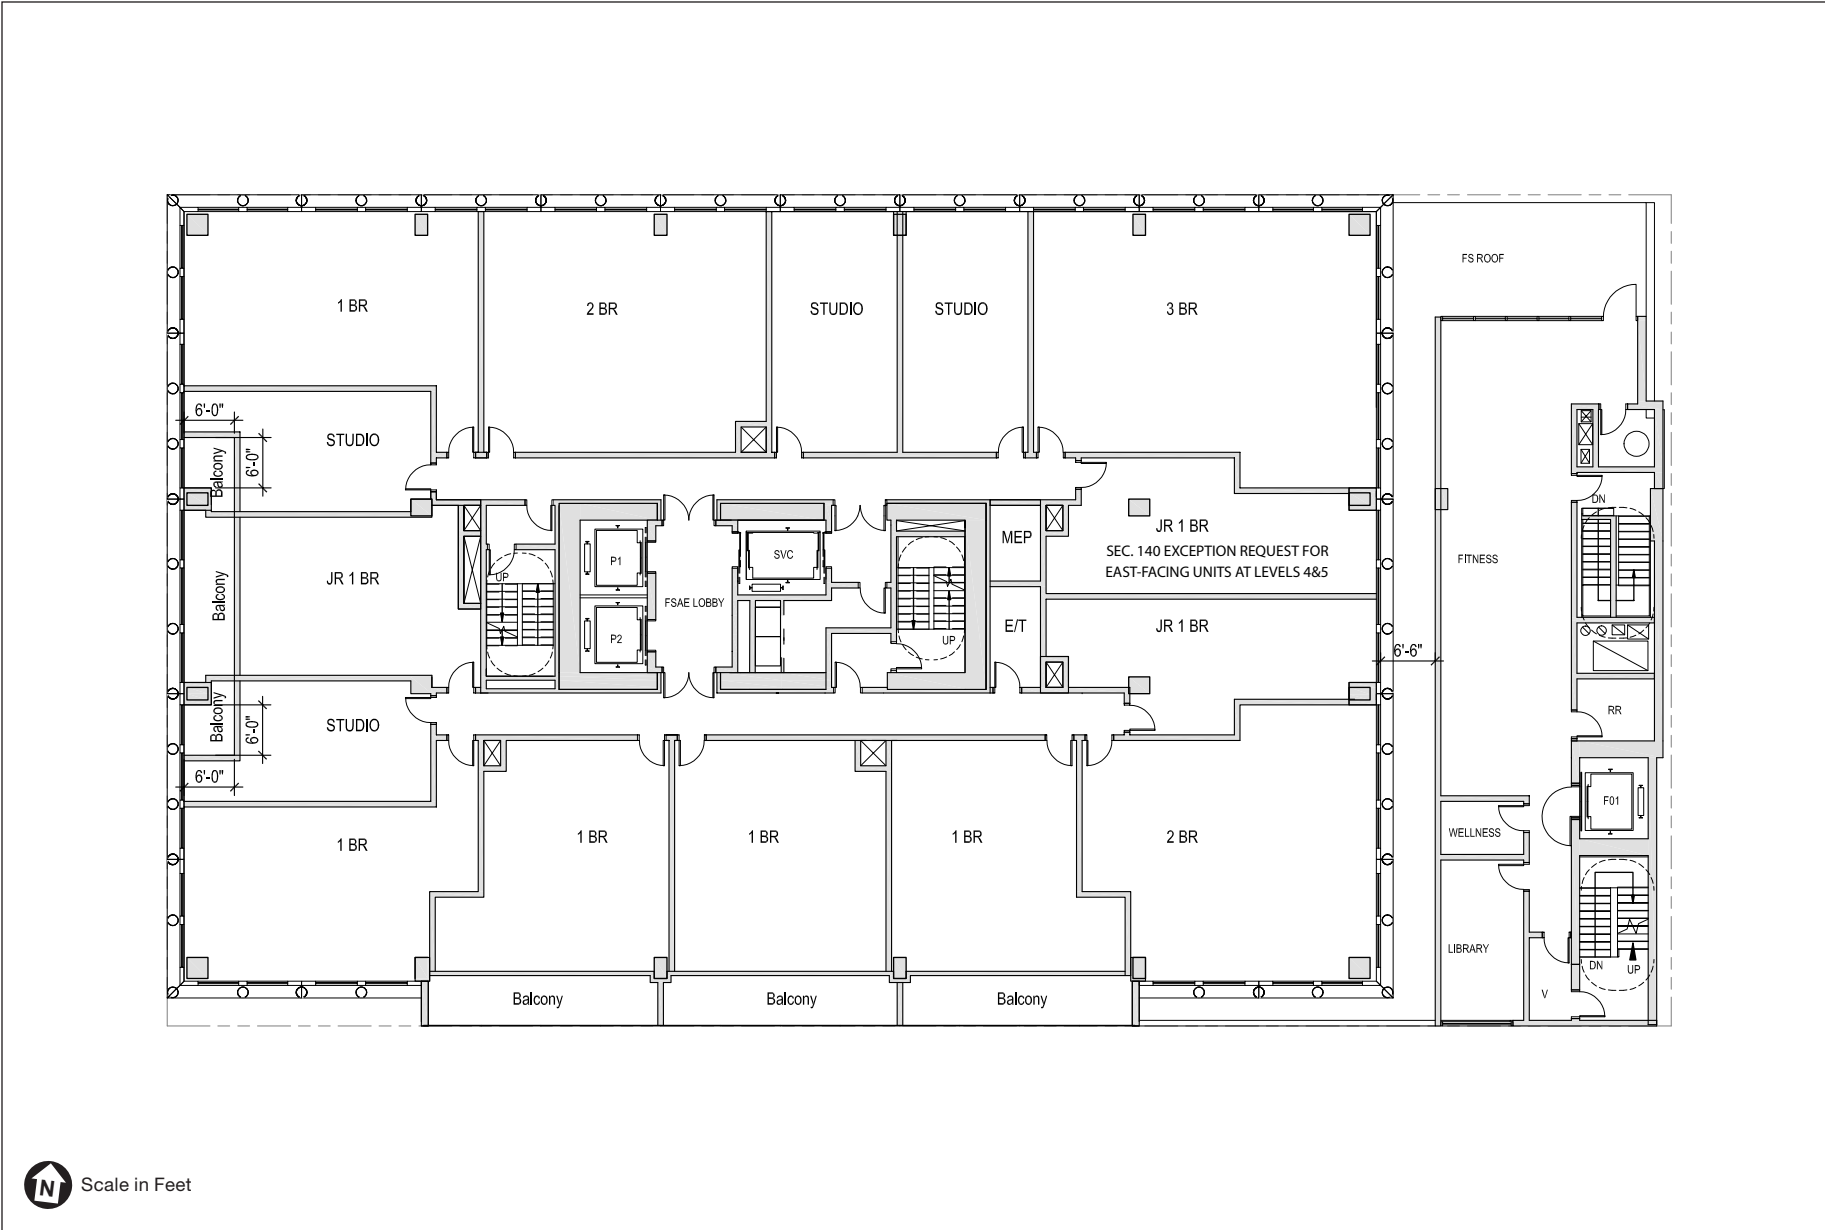 FS ROOF
1 BR
2 BR
STUDIO
STUDIO
3 BR
6'-0"
STUDIO
Balcony
6'-0"
DN
JR 1 BR
MEP
SEC. 140 EXCEPTION REQUEST FOR
EAST-FACING UNITS AT LEVELS 4&5
SVC
P1
FITNESS
UP
JR 1 BR
Balcony
FSAE LOBBY
P2
UP
E/T
JR 1 BR
6'-6"
Balcony
6'-0"
STUDIO
RR
6'-0"
F01
WELLNESS
1 BR
1 BR
1 BR
1 BR
2 BR
LIBRARY
DN
UP
V
Balcony
Balcony
Balcony
N
Scale in Feet